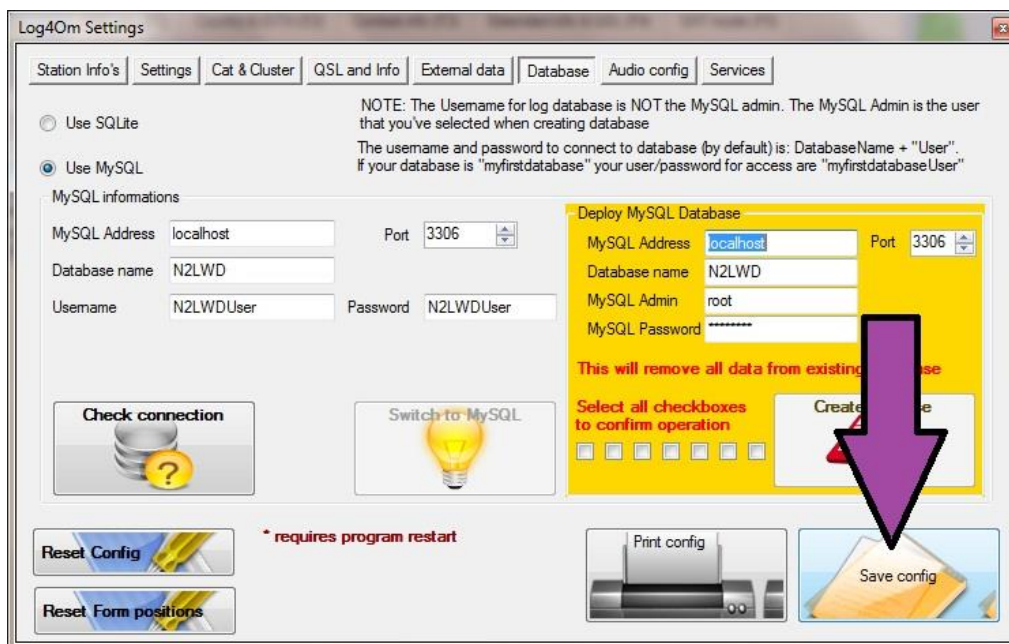 Log4Om Settings
Station Info's Settings Cat & Cluster QSL and Info External data Database Audio config Services
Use SQLite
NOTE: The Username for log database is NOT the MySQL admin. The MySQL Admin is the user
that you've selected when creating database
Use MySQL
The username and password to connect to database (by default) is: DatabaseName + "User".
If your database is "myfirstdatabase" your user/password for access are "myfirstdatabaseUser"
MySQL informations
MySQL Address localhost Port 3306
Database name N2LWD
Username N2LWDUser Password N2LWDUser
Deploy MySQL Database
MySQL Address localhost Port 3306
Database name N2LWD
MySQL Admin root
MySQL Password ********
This will remove all data from existing
Select all checkboxes
to confirm operation
Create
Check connection
Switch to MySQL
Reset Config
* requires program restart
Print config
Save config
Reset Form positions